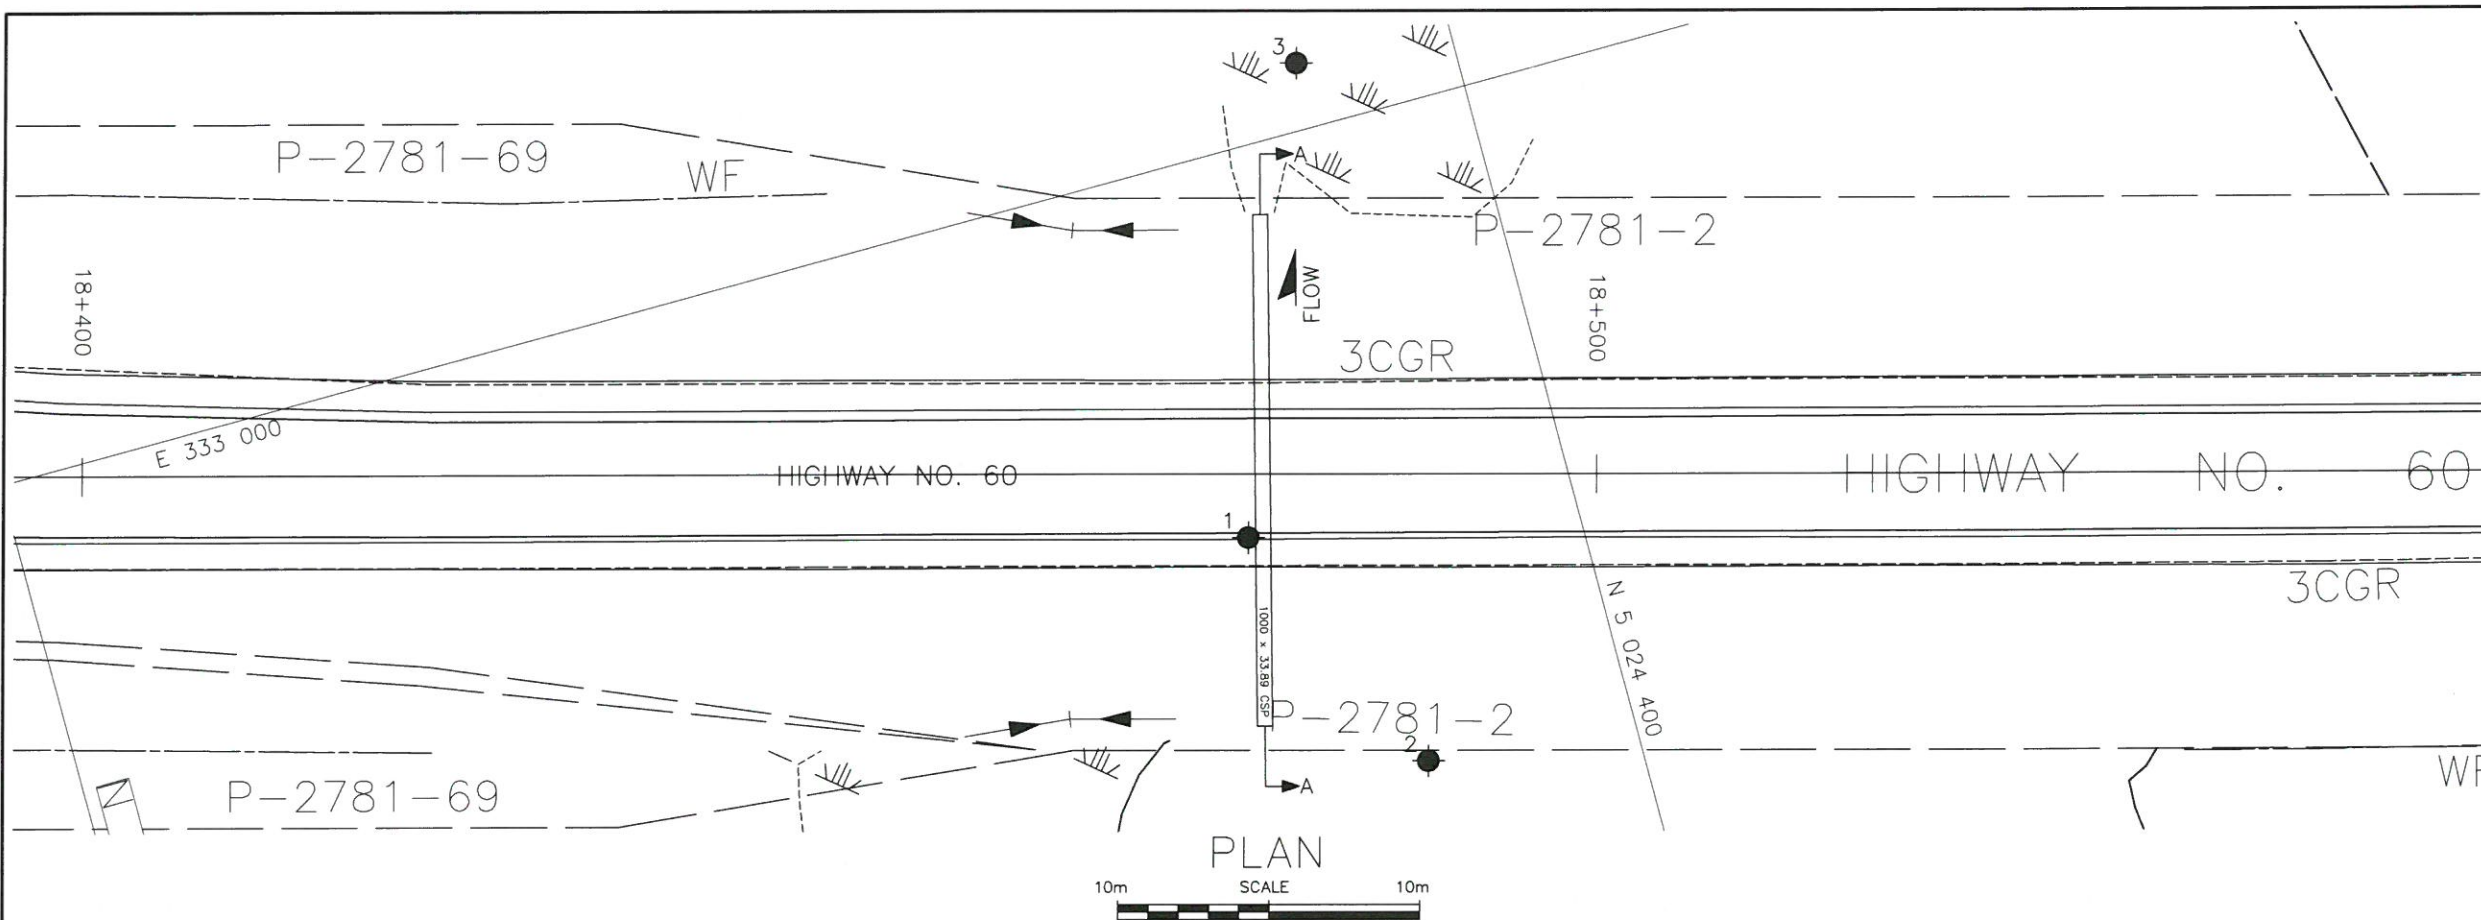 3
A
P-2781-69
WF
P-2781-2
18+400
FLOW
18+500
3CGR
E 333 000
HIGHWAY NO. 60
HIGHWAY NO. 60
1
3CGR
N 5 024 400
1000 x 33.89 CSP
P-2781-2
2
WF
P-2781-69
N
A
PLAN
10m SCALE 10m